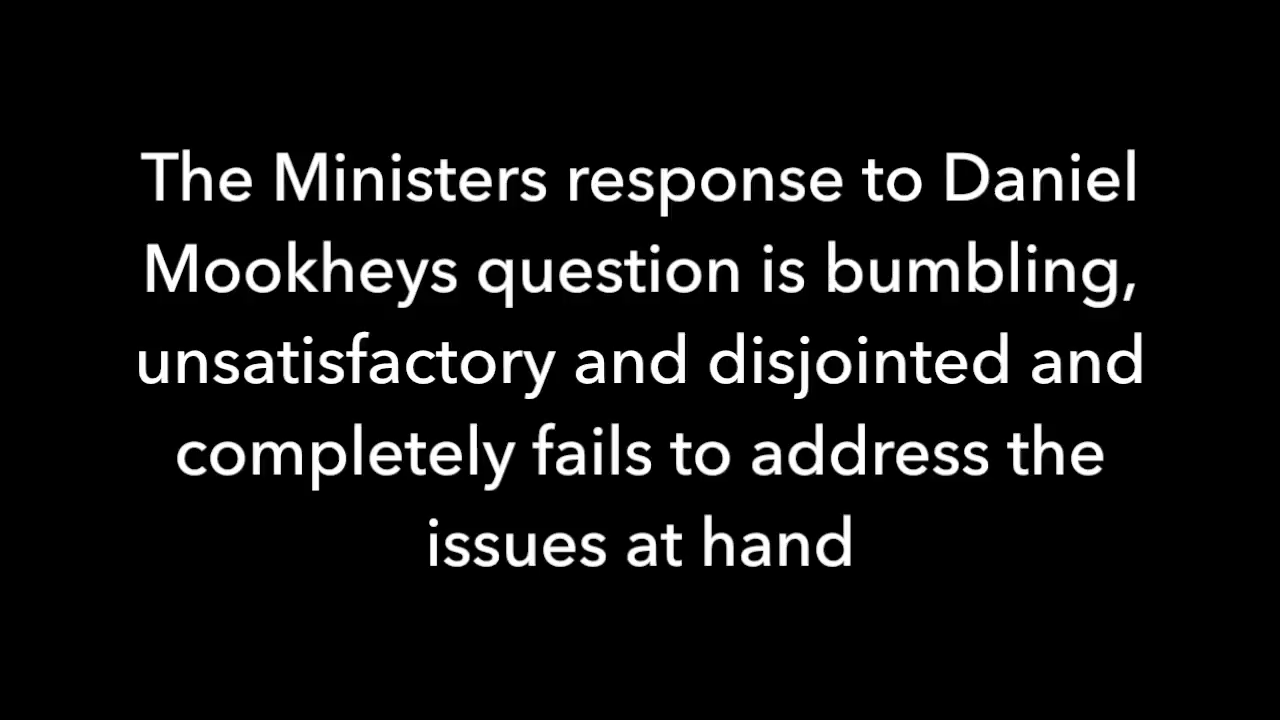 The Ministers response to Daniel
Mookheys question is bumbling,
unsatisfactory and disjointed and
completely fails to address the
issues at hand